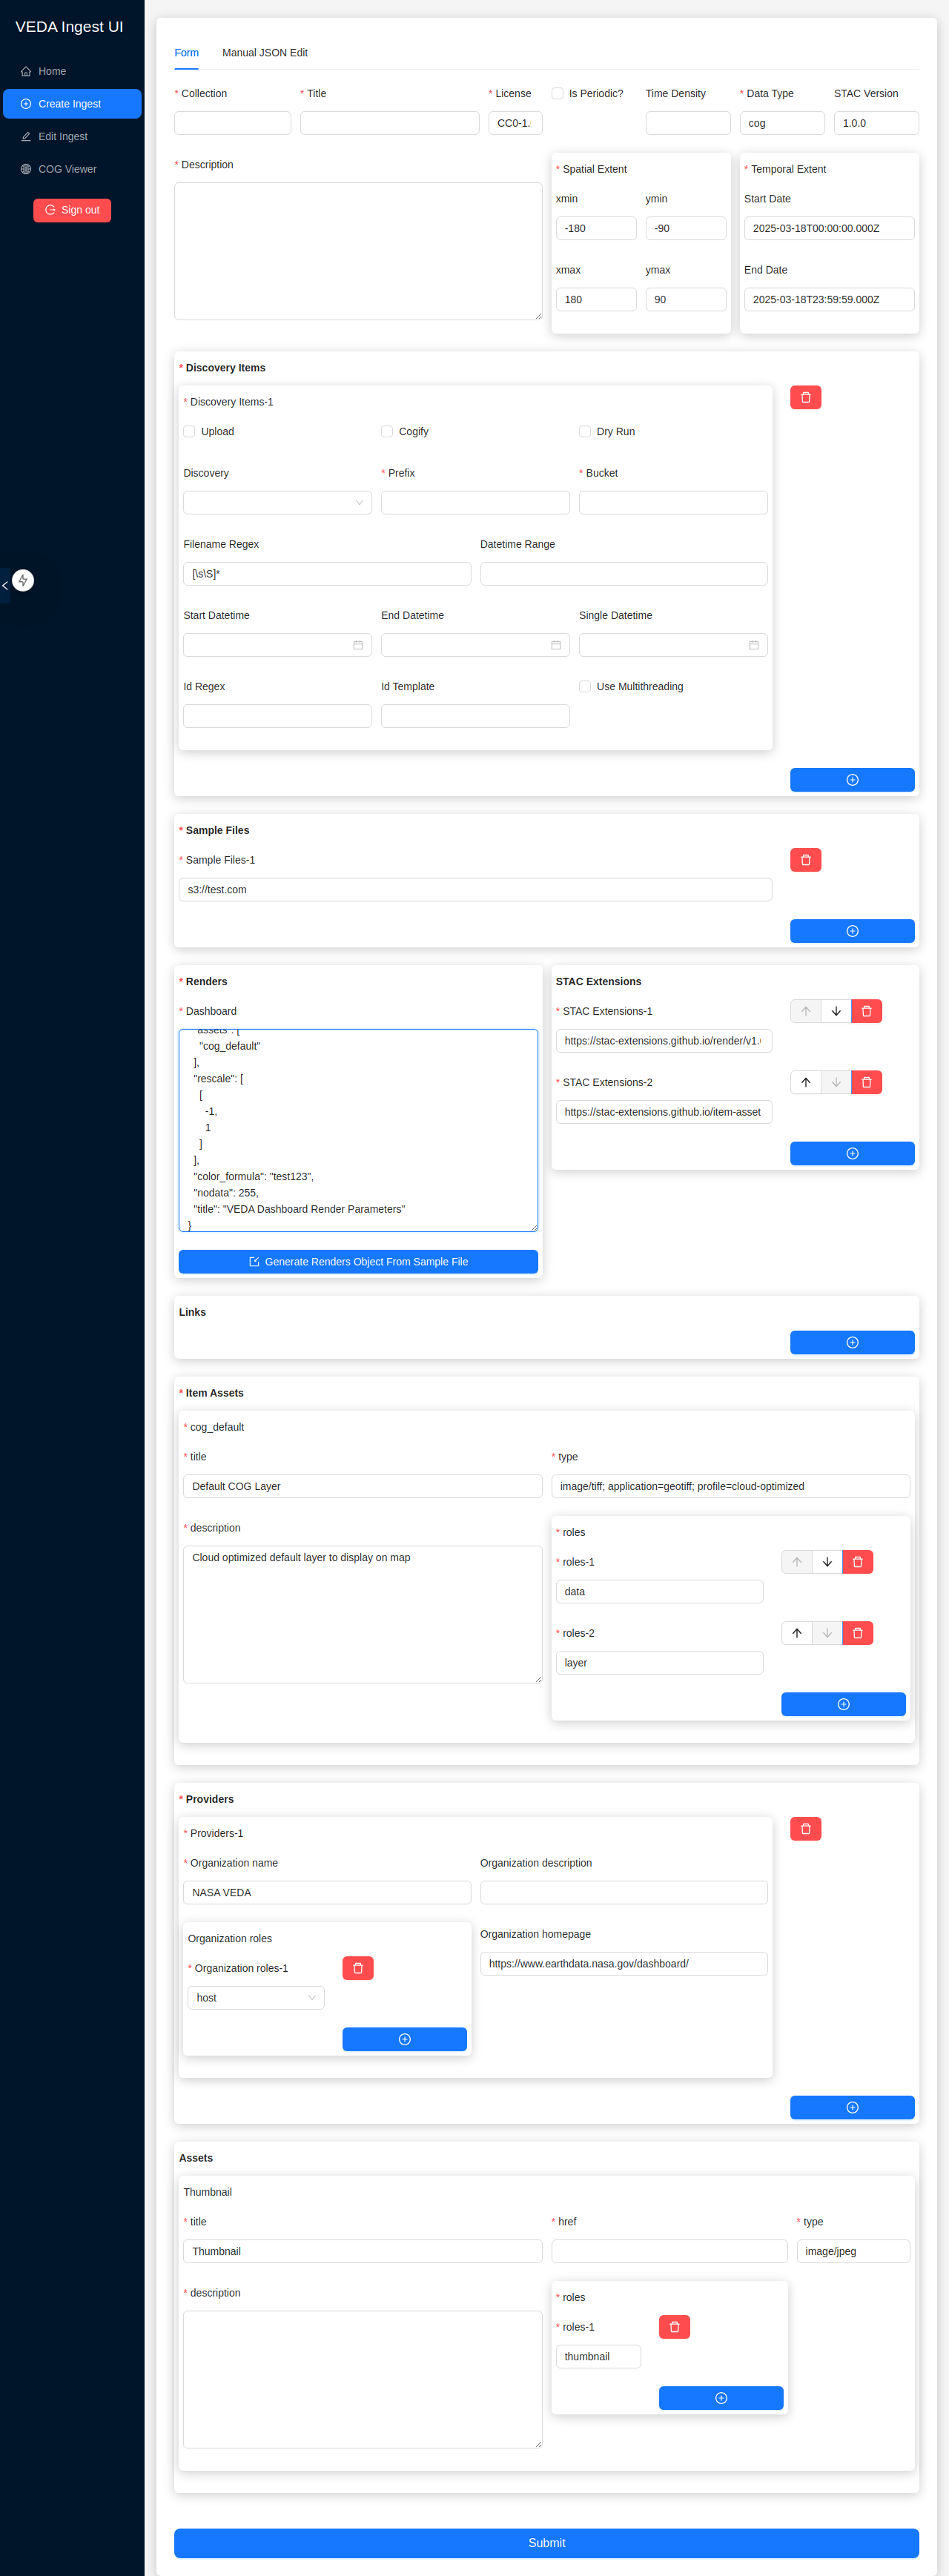 VEDA Ingest UI
Home
Create Ingest
Edit Ingest
COG Viewer
Sign out
Form Manual JSON Edit
* Collection * Title * License Is Periodic? Time Density * Data Type STAC Version
CC0-1. cog 1.0.0
* Description
* Spatial Extent
xmin ymin
-180 -90
xmax ymax
180 90
* Temporal Extent
Start Date
2025-03-18T00:00:00.000Z
End Date
2025-03-18T23:59:59.000Z
* Discovery Items
* Discovery Items-1
Upload Cogify Dry Run
Discovery * Prefix * Bucket
Filename Regex Datetime Range
[\s\S]*
Start Datetime End Datetime Single Datetime
Id Regex Id Template Use Multithreading
* Sample Files
* Sample Files-1
s3://test.com
* Renders
* Dashboard
"assets": [
"cog_default"
],
"rescale": [
[
-1,
1
]
],
"color_formula": "test123",
"nodata": 255,
"title": "VEDA Dashboard Render Parameters"
}
Generate Renders Object From Sample File
STAC Extensions
* STAC Extensions-1
https://stac-extensions.github.io/render/v1.
* STAC Extensions-2
https://stac-extensions.github.io/item-asset
Links
* Item Assets
* cog_default
* title * type
Default COG Layer image/tiff; application=geotiff; profile=cloud-optimized
* description
Cloud optimized default layer to display on map
* roles
* roles-1
data
* roles-2
layer
* Providers
* Providers-1
* Organization name Organization description
NASA VEDA
Organization roles
* Organization roles-1
host
Organization homepage
https://www.earthdata.nasa.gov/dashboard/
Assets
Thumbnail
* title * href * type
Thumbnail image/jpeg
* description
* roles
* roles-1
thumbnail
Submit